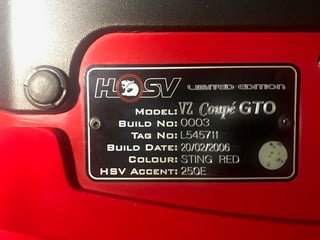 HSV LIMITED EDITION
MODEL: VZ Coupé GTO
BUILD NO: 0003
TAG NO: L545711
BUILD DATE: 20/02/2006
COLOUR: STING RED
HSV ACCENT: 25QE